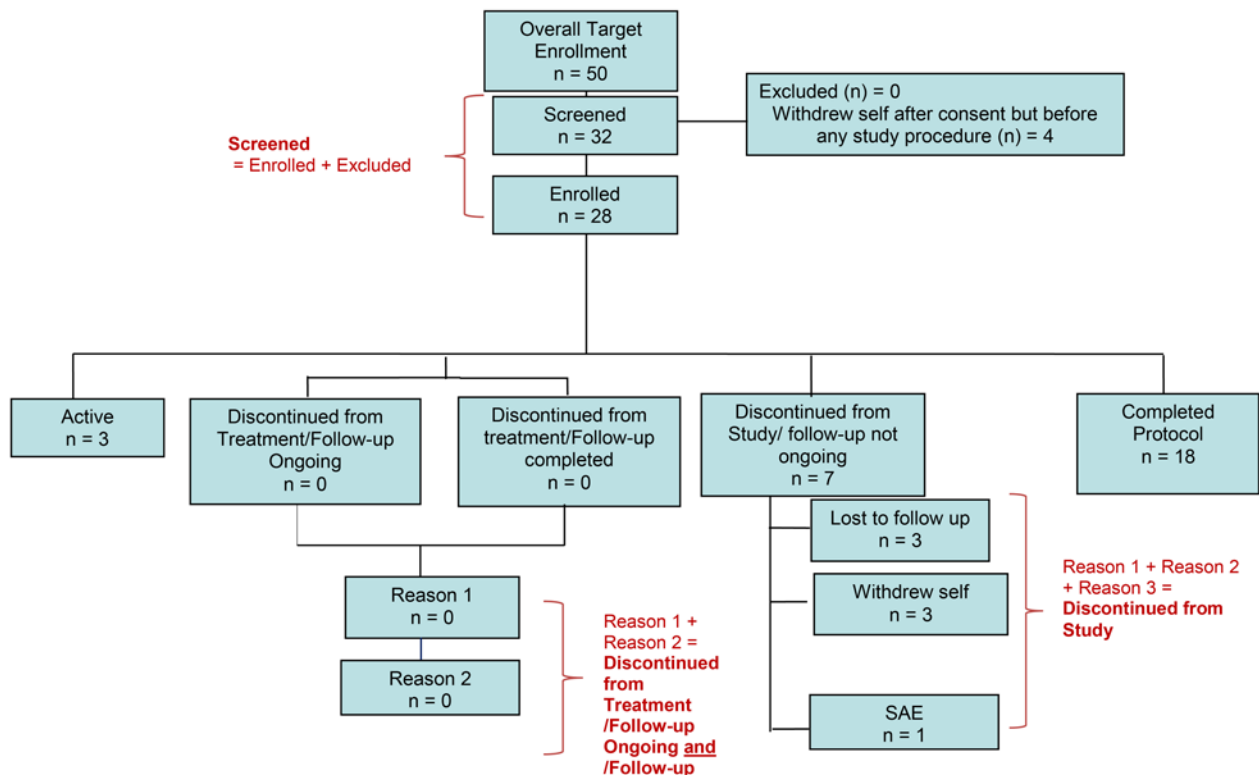 Overall Target
Enrollment
n = 50
Screened
n = 32
Excluded (n) = 0
Withdrew self after consent but before
any study procedure (n) = 4
Screened
= Enrolled + Excluded
Enrolled
n = 28
Active
n = 3
Discontinued from
Treatment/Follow-up
Ongoing
n = 0
Discontinued from
treatment/Follow-up
completed
n = 0
Discontinued from
Study/ follow-up not
ongoing
n = 7
Completed
Protocol
n = 18
Lost to follow up
n = 3
Withdrew self
n = 3
SAE
n = 1
Reason 1 + Reason 2
+ Reason 3 =
Discontinued from
Study
Reason 1
n = 0
Reason 2
n = 0
Reason 1 +
Reason 2 =
Discontinued
from
Treatment
/Follow-up
Ongoing and
/Follow-up